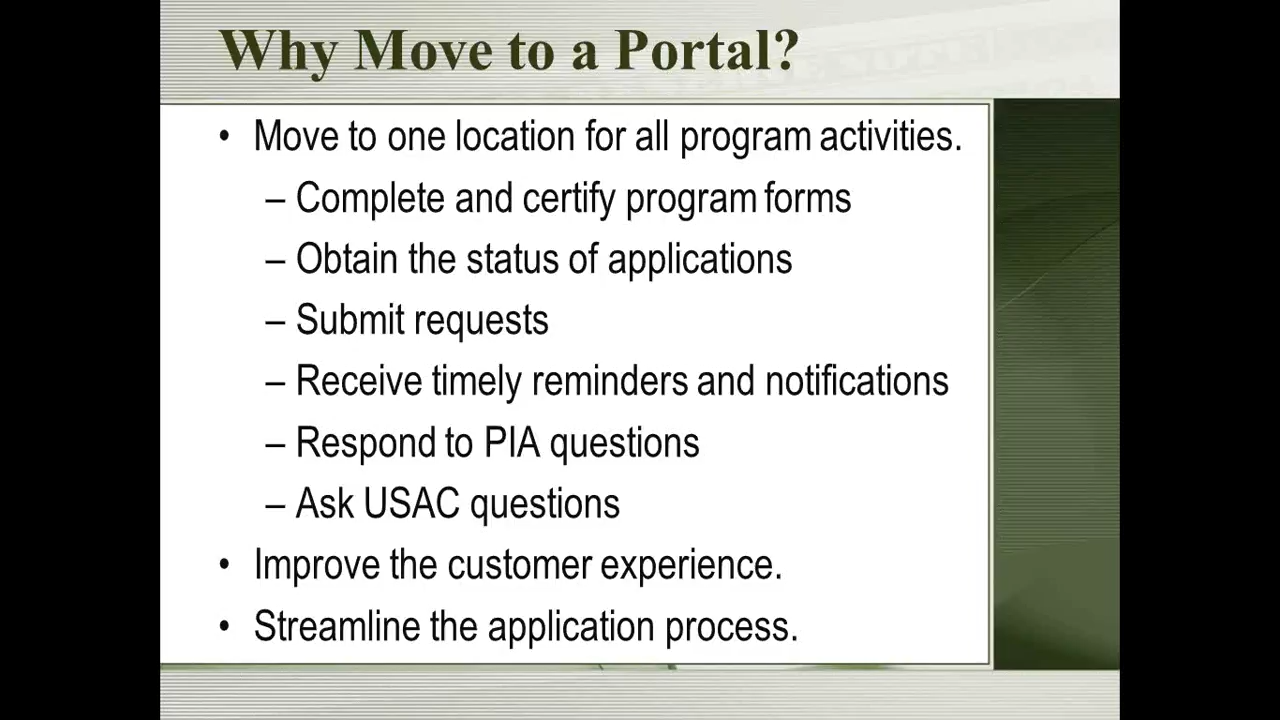 Why Move to a Portal?
• Move to one location for all program activities.
– Complete and certify program forms
– Obtain the status of applications
– Submit requests
– Receive timely reminders and notifications
– Respond to PIA questions
– Ask USAC questions
• Improve the customer experience.
• Streamline the application process.